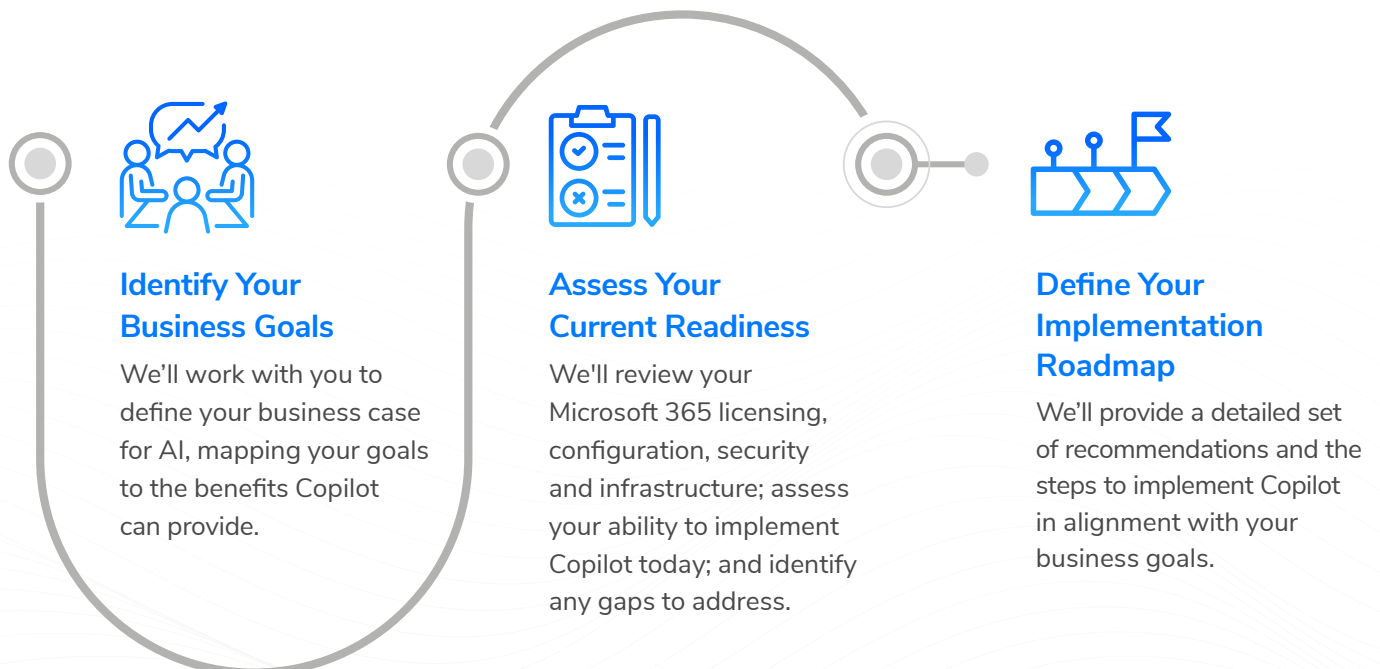 Identify Your
Business Goals
We’ll work with you to
define your business case
for AI, mapping your goals
to the benefits Copilot
can provide.
Assess Your
Current Readiness
We'll review your
Microsoft 365 licensing,
configuration, security
and infrastructure; assess
your ability to implement
Copilot today; and identify
any gaps to address.
Define Your
Implementation
Roadmap
We’ll provide a detailed set
of recommendations and the
steps to implement Copilot
in alignment with your
business goals.